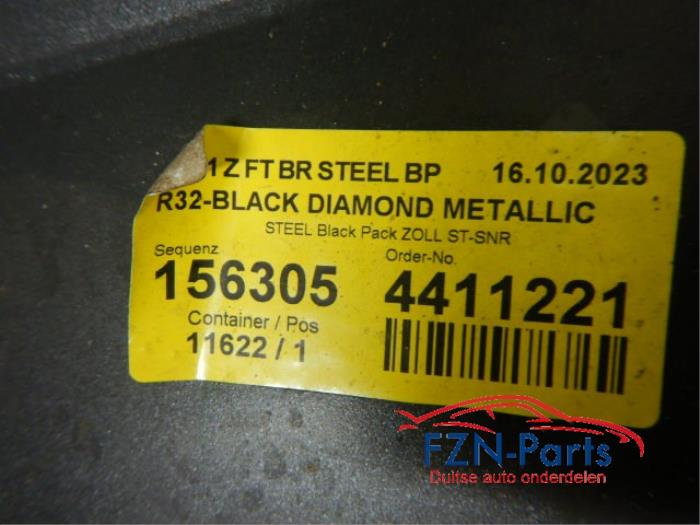 1 Z FT BR STEEL BP 16.10.2023
R32-BLACK DIAMOND METALLIC
STEEL Black Pack ZOLL ST-SNR
Sequenz Order-No.
156305 4411221
Container / Pos
11622 / 1
FZN-Parts
Duitse auto onderdelen